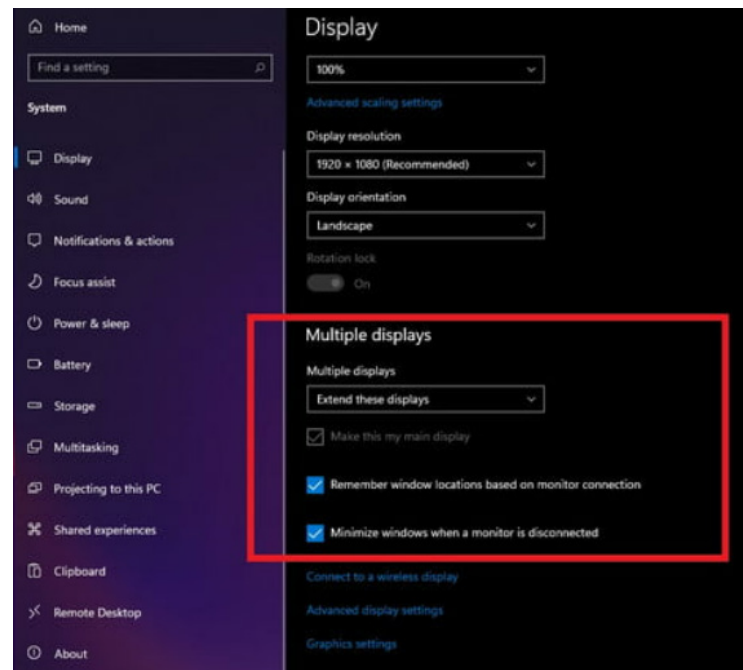 Home
Find a setting
System
Display
Sound
Notifications & actions
Focus assist
Power & sleep
Battery
Storage
Multitasking
Projecting to this PC
Shared experiences
Clipboard
Remote Desktop
About
Display
100%
Advanced scaling settings
Display resolution
1920 × 1080 (Recommended)
Display orientation
Landscape
Rotation lock
On
Multiple displays
Multiple displays
Extend these displays
Make this my main display
Remember window locations based on monitor connection
Minimize windows when a monitor is disconnected
Connect to a wireless display
Advanced display settings
Graphics settings